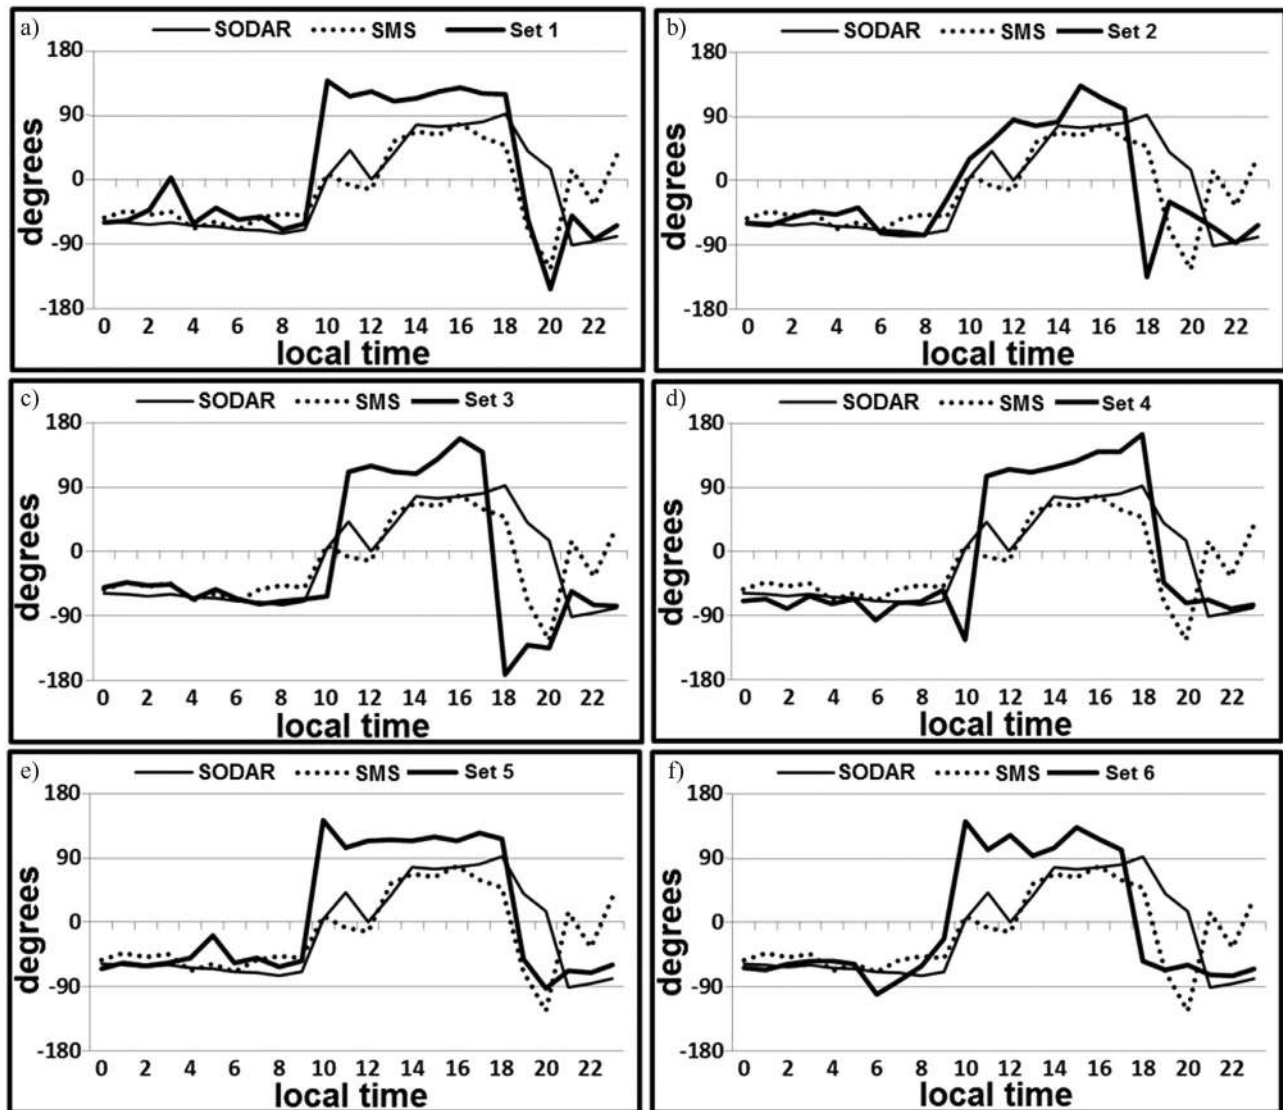 a) SODAR SMS Set 1
180
90
0
-90
-180
degrees
0 2 4 6 8 10 12 14 16 18 20 22
local time
b) SODAR SMS Set 2
180
90
0
-90
-180
degrees
0 2 4 6 8 10 12 14 16 18 20 22
local time
c) SODAR SMS Set 3
180
90
0
-90
-180
degrees
0 2 4 6 8 10 12 14 16 18 20 22
local time
d) SODAR SMS Set 4
180
90
0
-90
-180
degrees
0 2 4 6 8 10 12 14 16 18 20 22
local time
e) SODAR SMS Set 5
180
90
0
-90
-180
degrees
0 2 4 6 8 10 12 14 16 18 20 22
local time
f) SODAR SMS Set 6
180
90
0
-90
-180
degrees
0 2 4 6 8 10 12 14 16 18 20 22
local time